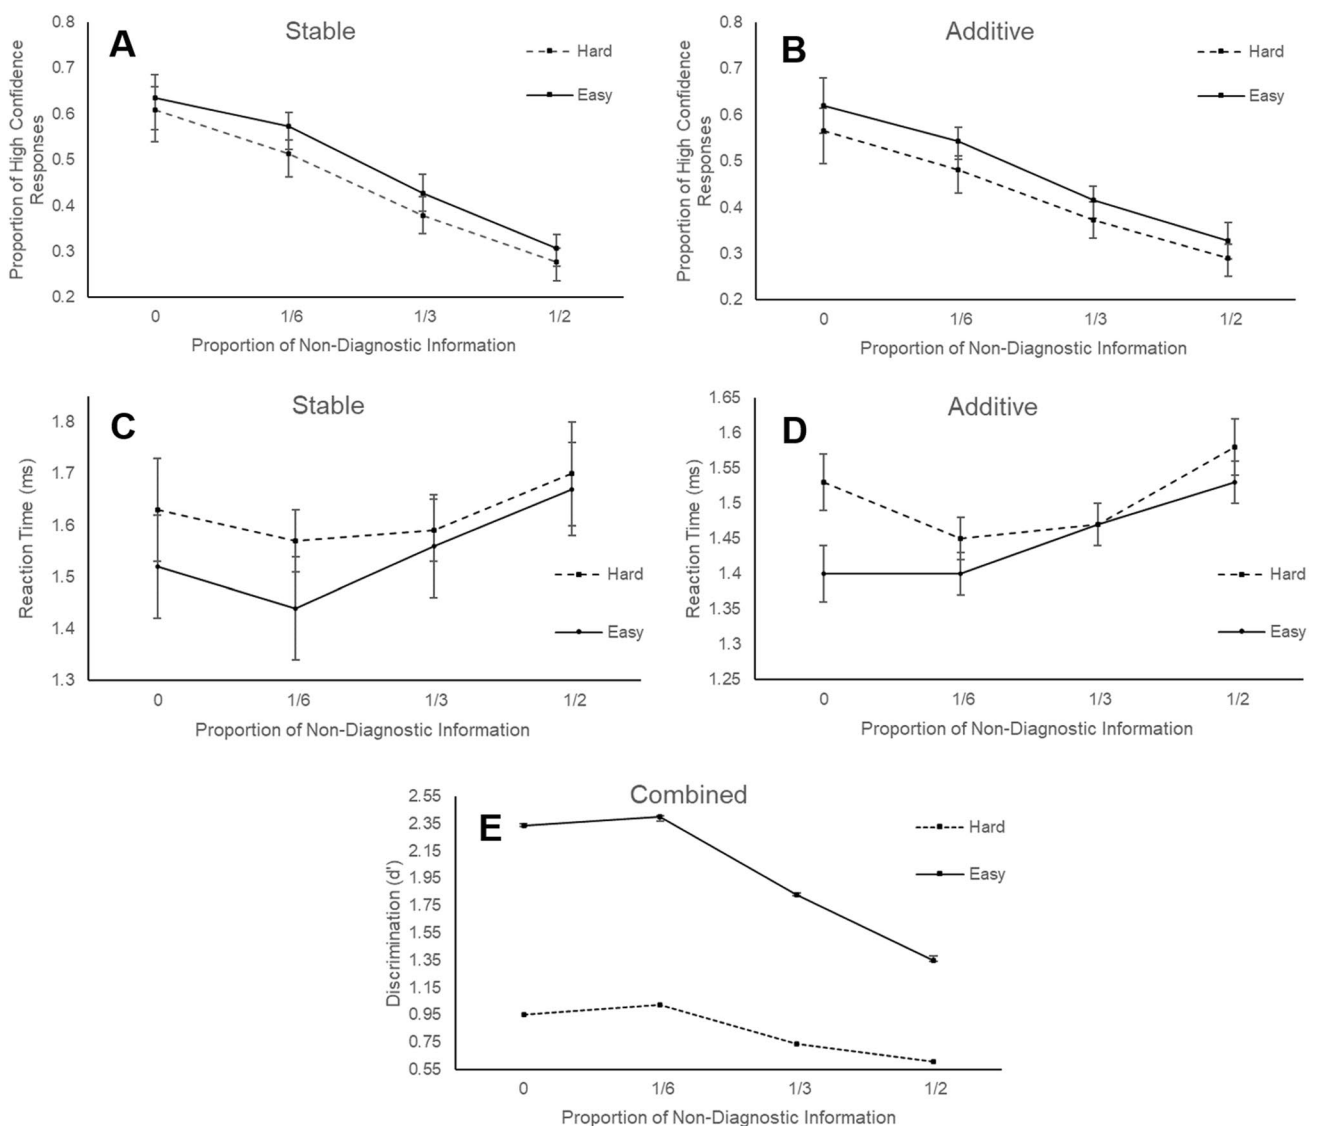 A
Stable
Hard
Easy
Proportion of High Confidence
Responses
0.8
0.7
0.6
0.5
0.4
0.3
0.2
0
1/6
1/3
1/2
Proportion of Non-Diagnostic Information
B
Additive
Hard
Easy
Proportion of High Confidence
Responses
0.8
0.7
0.6
0.5
0.4
0.3
0.2
0
1/6
1/3
1/2
Proportion of Non-Diagnostic Information
C
Stable
Hard
Easy
Reaction Time (ms)
1.8
1.7
1.6
1.5
1.4
1.3
0
1/6
1/3
1/2
Proportion of Non-Diagnostic Information
D
Additive
Hard
Easy
Reaction Time (ms)
1.65
1.6
1.55
1.5
1.45
1.4
1.35
1.3
1.25
0
1/6
1/3
1/2
Proportion of Non-Diagnostic Information
E
Combined
Hard
Easy
Discrimination (d')
2.55
2.35
2.15
1.95
1.75
1.55
1.35
1.15
0.95
0.75
0.55
0
1/6
1/3
1/2
Proportion of Non-Diagnostic Information